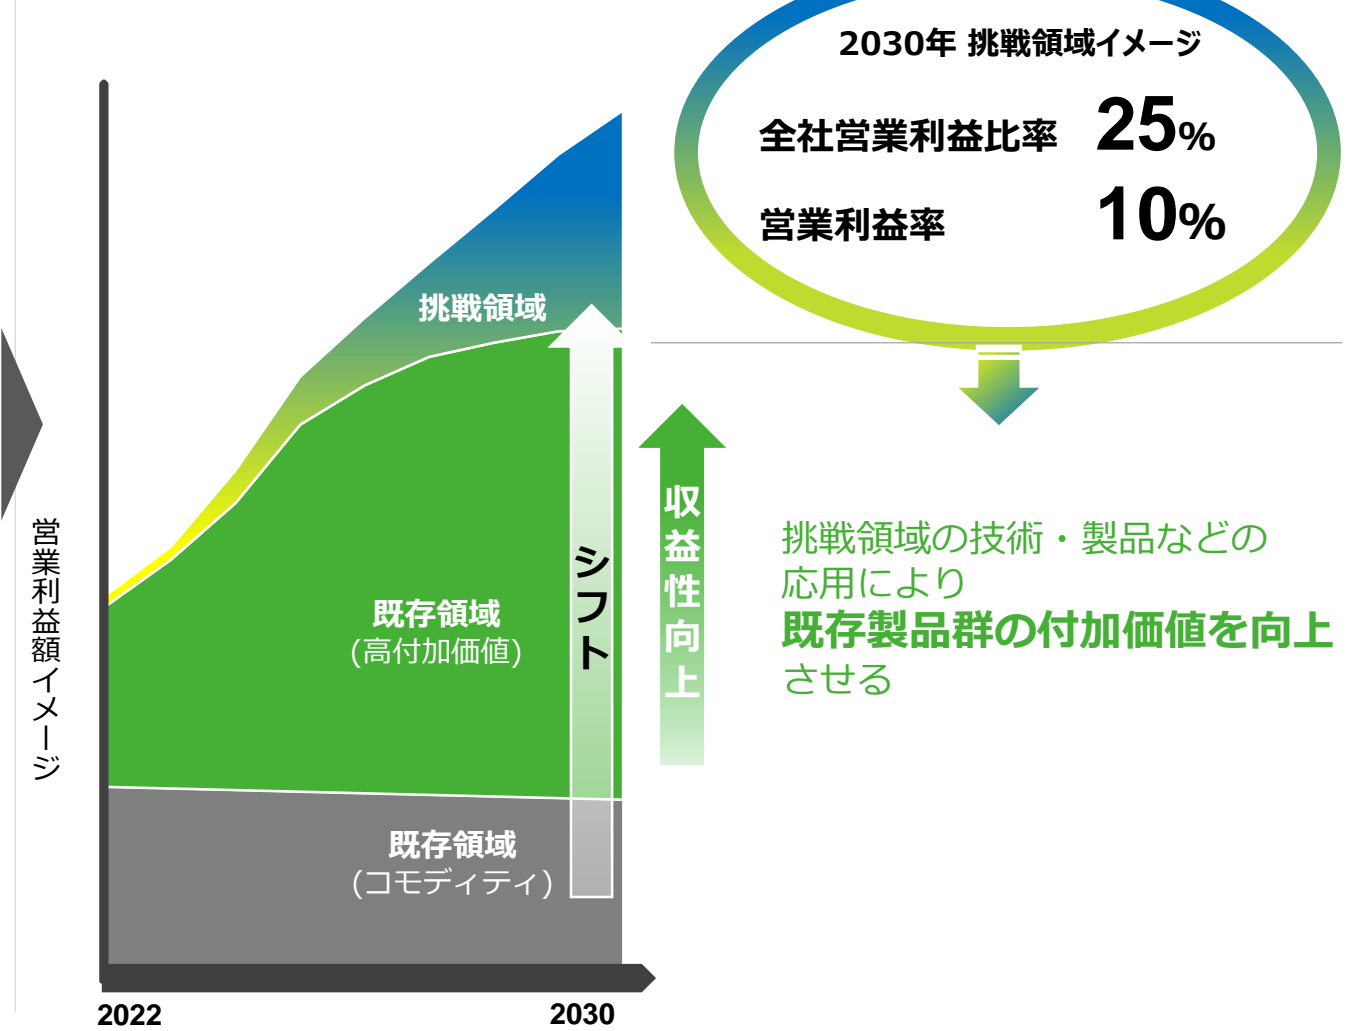 2030年 挑戦領域イメージ
全社営業利益比率 25%
営業利益率 10%
挑戦領域
既存領域
(高付加価値)
既存領域
(コモディティ)
シフト
収益性向上
営業利益額イメージ
2022
2030
挑戦領域の技術・製品などの
応用により
既存製品群の付加価値を向上
させる